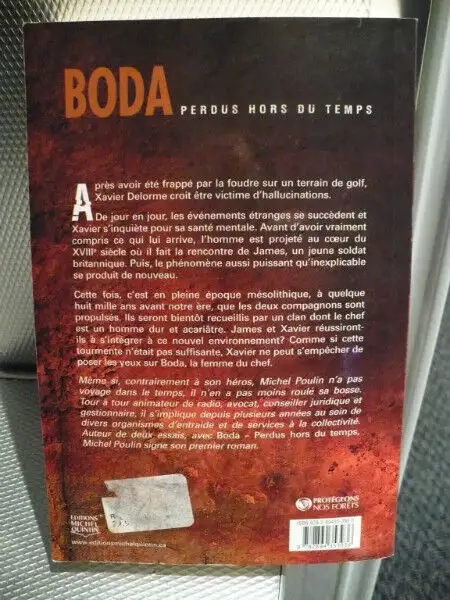 BODA PERDUS HORS DU TEMPS
Après avoir été frappé par la foudre sur un terrain de golf,
Xavier Delorme croit être victime d'hallucinations.
De jour en jour, les événements étranges se succèdent et
Xavier s'inquiète pour sa santé mentale. Avant d'avoir vraiment
compris ce qui lui arrive, l'homme est projeté au cœur du
XVIIIᵉ siècle où il fait la rencontre de James, un jeune soldat
britannique. Puis, le phénomène aussi puissant qu'inexplicable
se produit de nouveau.
Cette fois, c'est en pleine époque mésolithique, à quelque
huit mille ans avant notre ère, que les deux compagnons sont
propulsés. Ils seront bientôt recueillis par un clan dont le chef
est un homme dur et acariâtre. James et Xavier réussiront-
ils à s'intégrer à ce nouvel environnement? Comme si cette
tourmente n'était pas suffisante, Xavier ne peut s'empêcher de
poser les yeux sur Boda, la femme du chef.
Même si, contrairement à son héros, Michel Poulin n'a pas
voyagé dans le temps, il n'en a pas moins roulé sa bosse.
Tour à tour animateur de radio, avocat, conseiller juridique et
gestionnaire, il s'implique depuis plusieurs années au sein de
divers organismes d'entraide et de services à la collectivité.
Auteur de deux essais, avec Boda – Perdus hors du temps,
Michel Poulin signe son premier roman.
PROTÉGEONS
NOS FORÊTS
EDITIONS
MICHEL
QUINTIN
www.editionsmichelquintin.ca